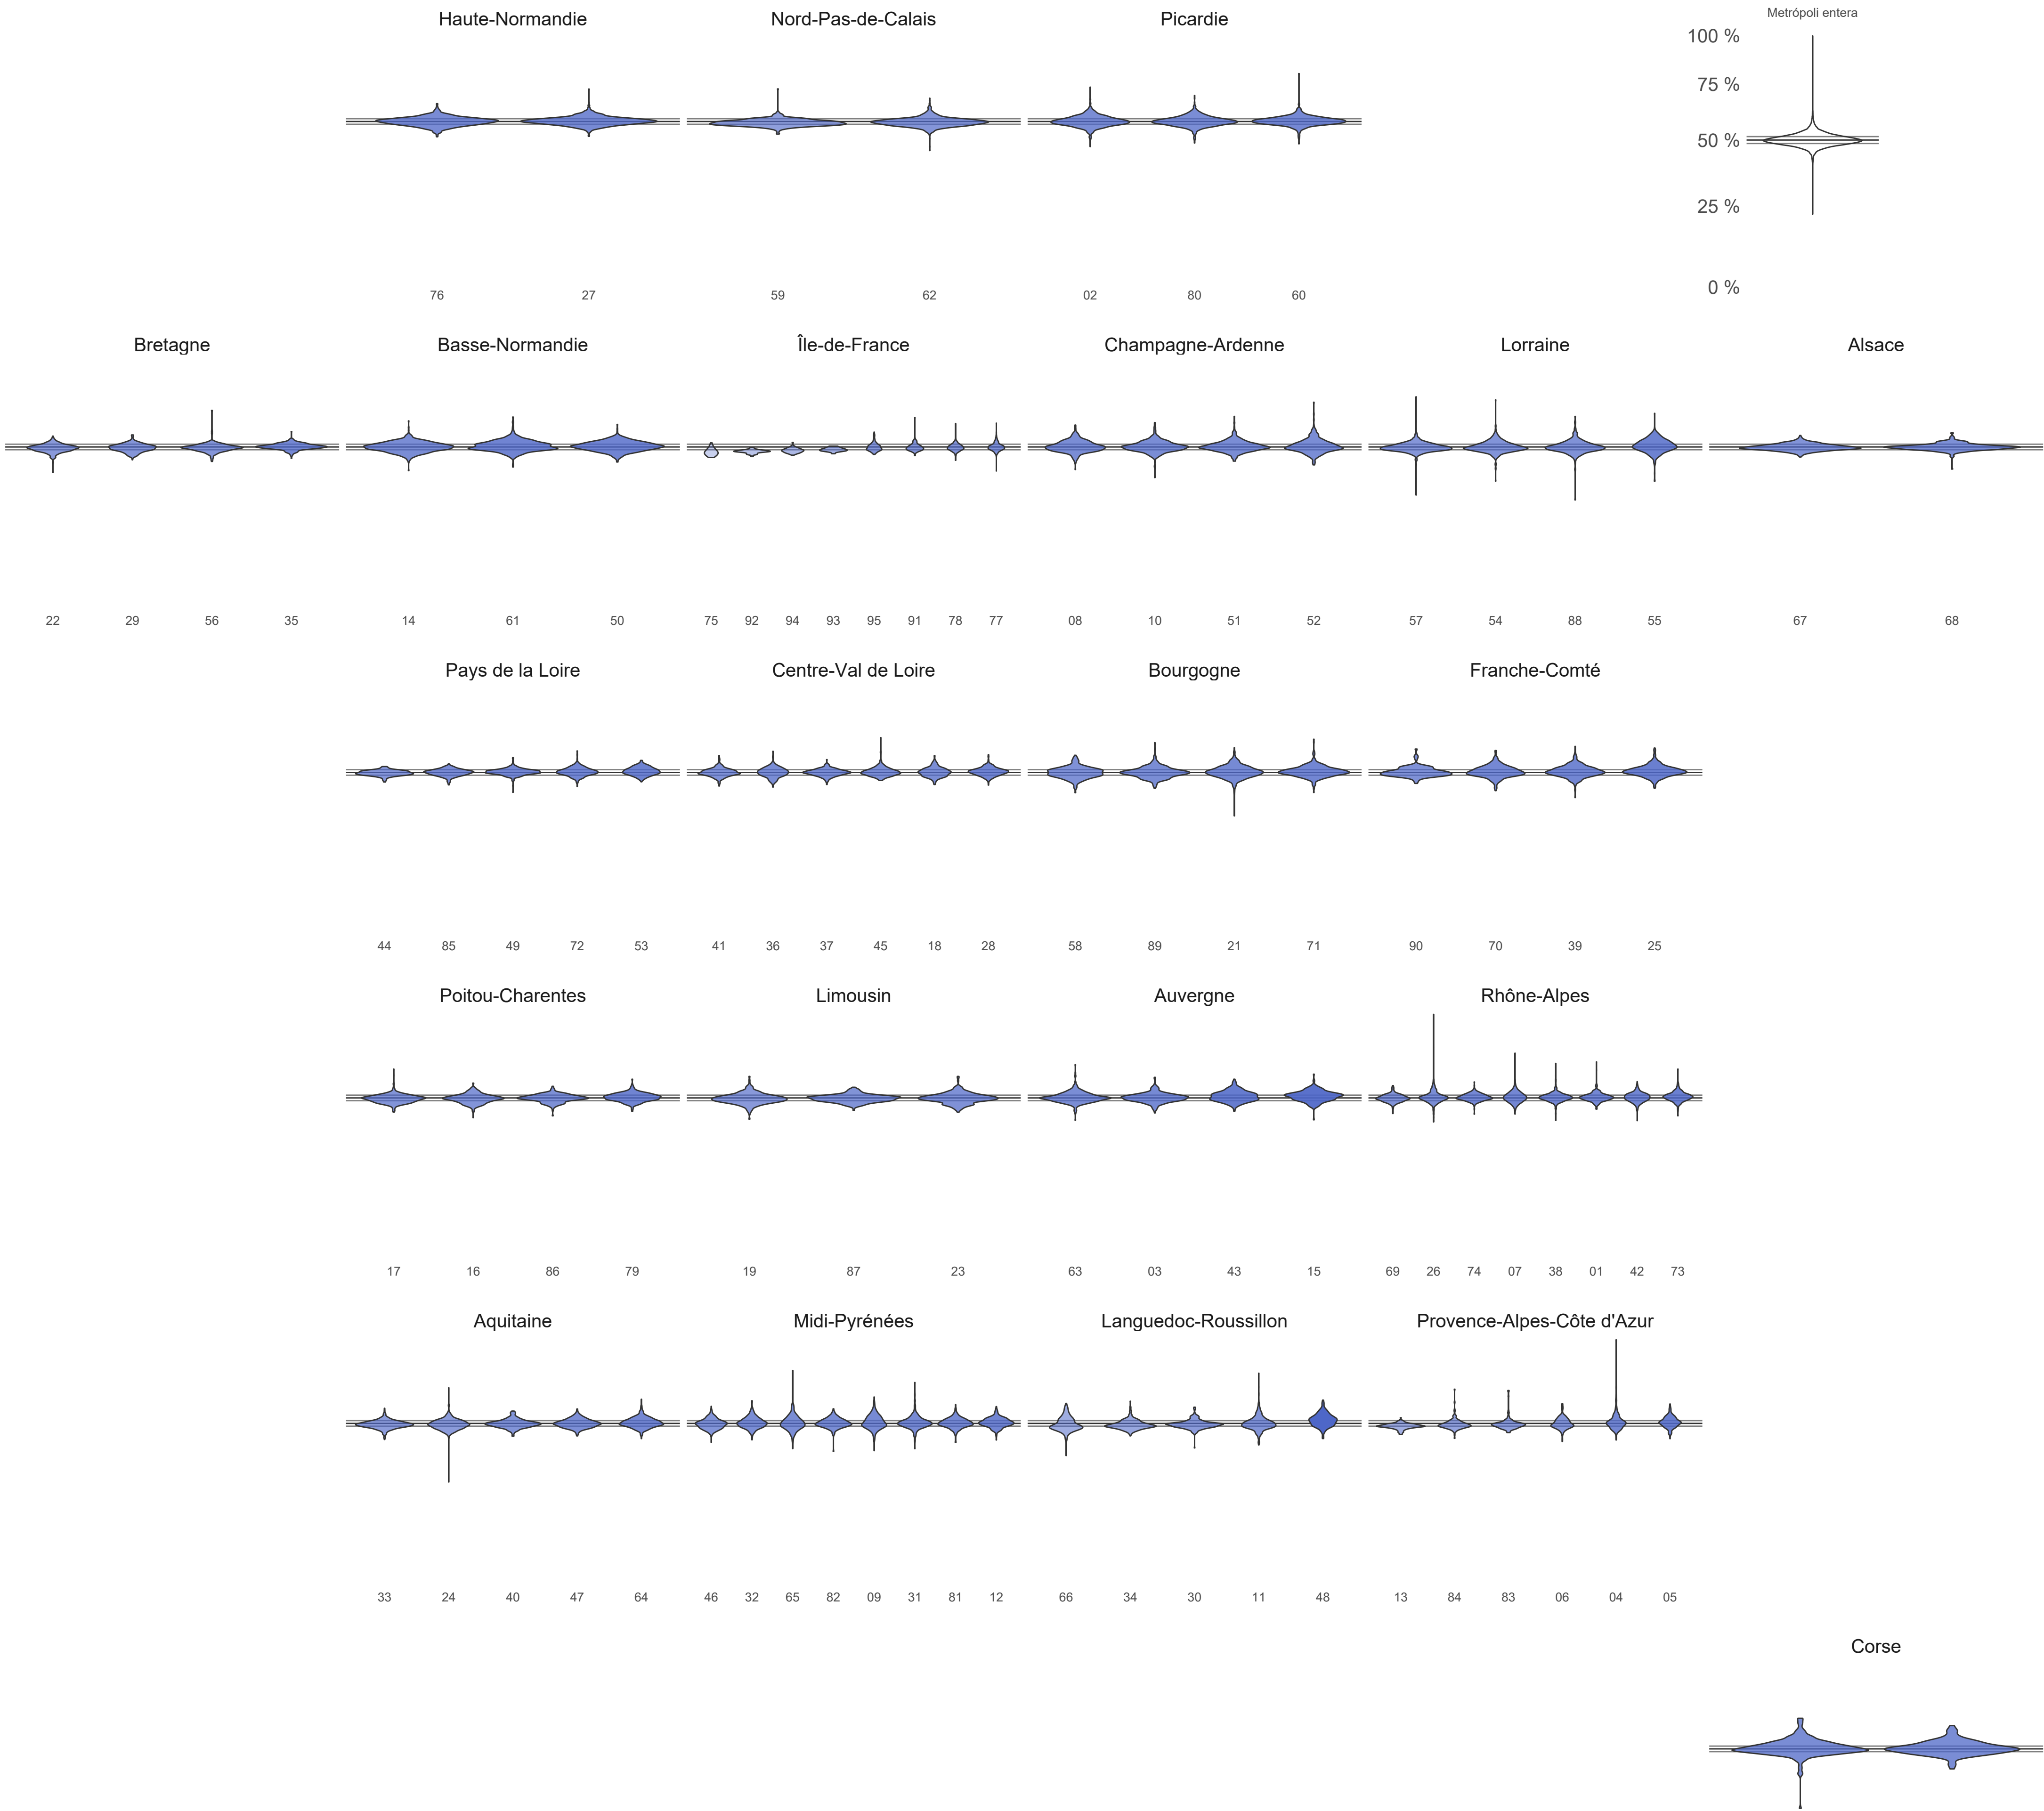 Haute-Normandie Nord-Pas-de-Calais Picardie Metrópoli entera
100 %
75 %
50 %
25 %
0 %
76 27 59 62 02 80 60
Bretagne Basse-Normandie Île-de-France Champagne-Ardenne Lorraine Alsace
22 29 56 35 14 61 50 75 92 94 93 95 91 78 77 08 10 51 52 57 54 88 55 67 68
Pays de la Loire Centre-Val de Loire Bourgogne Franche-Comté
44 85 49 72 53 41 36 37 45 18 28 58 89 21 71 90 70 39 25
Poitou-Charentes Limousin Auvergne Rhône-Alpes
17 16 86 79 19 87 23 63 03 43 15 69 26 74 07 38 01 42 73
Aquitaine Midi-Pyrénées Languedoc-Roussillon Provence-Alpes-Côte d'Azur
33 24 40 47 64 46 32 65 82 09 31 81 12 66 34 30 11 48 13 84 83 06 04 05
Corse